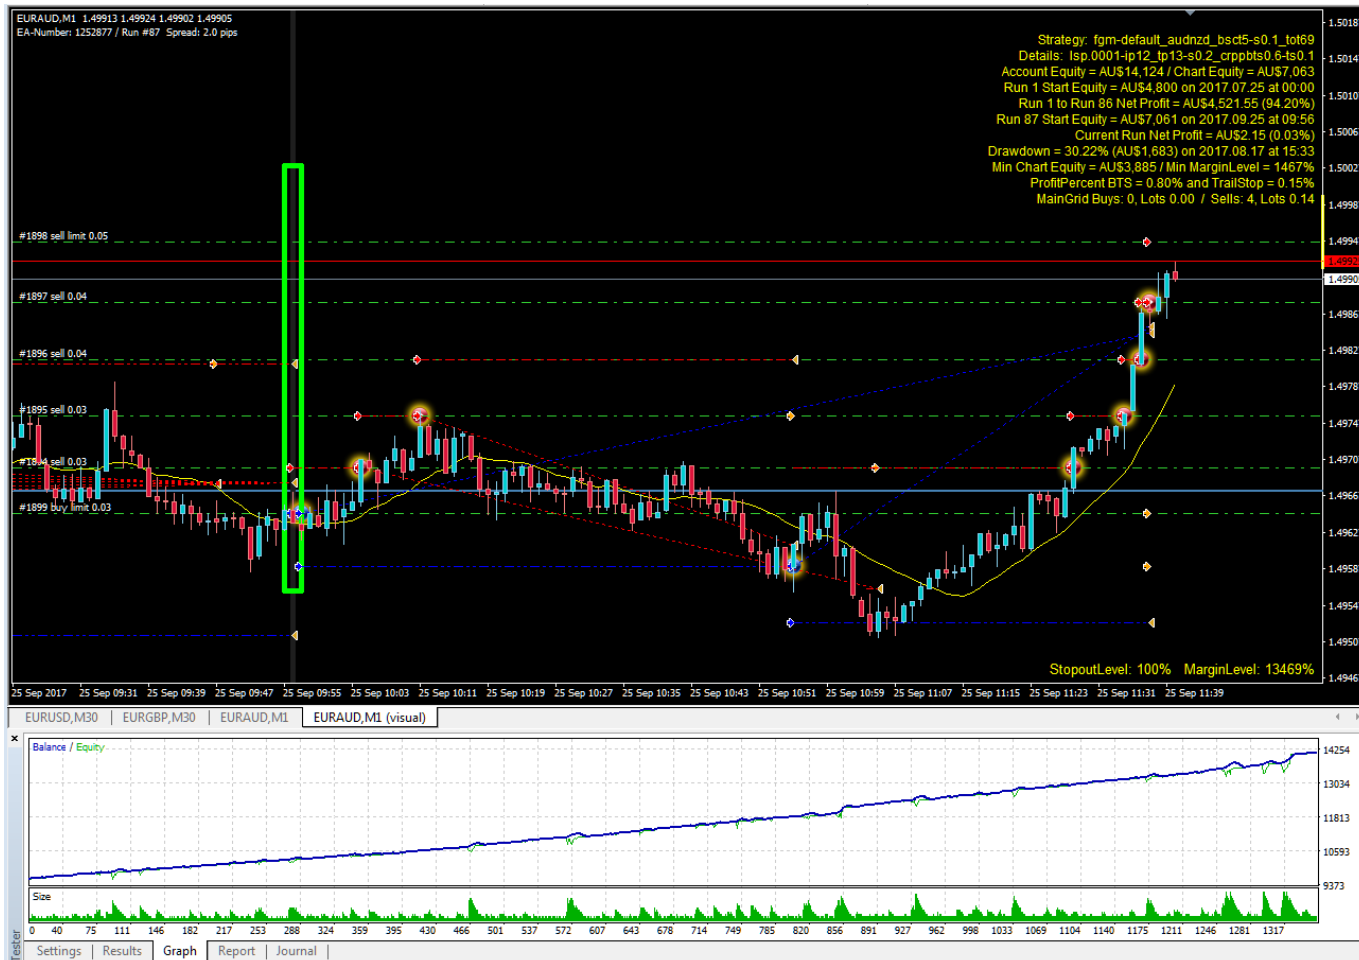 EURAUD,M1 1.49913 1.49924 1.49902 1.49905
EA-Number: 1252877 / Run #87 Spread: 2.0 pips
Strategy: fgm-default_audnzd_bsct5-s0.1_tot69
Details: lsp.0001-ip12_tp13-s0.2_crppbts0.6-ts0.1
Account Equity = AU$14,124 / Chart Equity = AU$7,063
Run 1 Start Equity = AU$4,800 on 2017.07.25 at 00:00
Run 1 to Run 86 Net Profit = AU$4,521.55 (94.20%)
Run 87 Start Equity = AU$7,061 on 2017.09.25 at 09:56
Current Run Net Profit = AU$2.15 (0.03%)
Drawdown = 30.22% (AU$1,683) on 2017.08.17 at 15:33
Min Chart Equity = AU$3,885 / Min MarginLevel = 1467%
ProfitPercent BTS = 0.80% and TrailStop = 0.15%
MainGrid Buys: 0, Lots 0.00 / Sells: 4, Lots 0.14
1.5018
1.5014
1.5010
1.5006
1.5002
1.4998
1.4994
1.4992
1.4990
1.4986
1.4982
1.4978
1.4974
1.4970
1.4966
1.4962
1.4958
1.4954
1.4950
1.4946
#1898 sell limit 0.05
#1897 sell 0.04
#1896 sell 0.04
#1895 sell 0.03
#1894 sell 0.03
#1899 buy limit 0.03
StopoutLevel: 100% MarginLevel: 13469%
25 Sep 2017 25 Sep 09:31 25 Sep 09:39 25 Sep 09:47 25 Sep 09:55 25 Sep 10:03 25 Sep 10:11 25 Sep 10:19 25 Sep 10:27 25 Sep 10:35 25 Sep 10:43 25 Sep 10:51 25 Sep 10:59 25 Sep 11:07 25 Sep 11:15 25 Sep 11:23 25 Sep 11:31 25 Sep 11:39
EURUSD,M30 EURGBP,M30 EURAUD,M1 EURAUD,M1 (visual)
Balance / Equity
14254
13034
11813
10593
9373
Size
0 40 75 111 146 182 217 253 288 324 359 395 430 466 501 537 572 607 643 678 714 749 785 820 856 891 927 962 998 1033 1069 1104 1140 1175 1211 1246 1281 1317
Tester
Settings Results Graph Report Journal